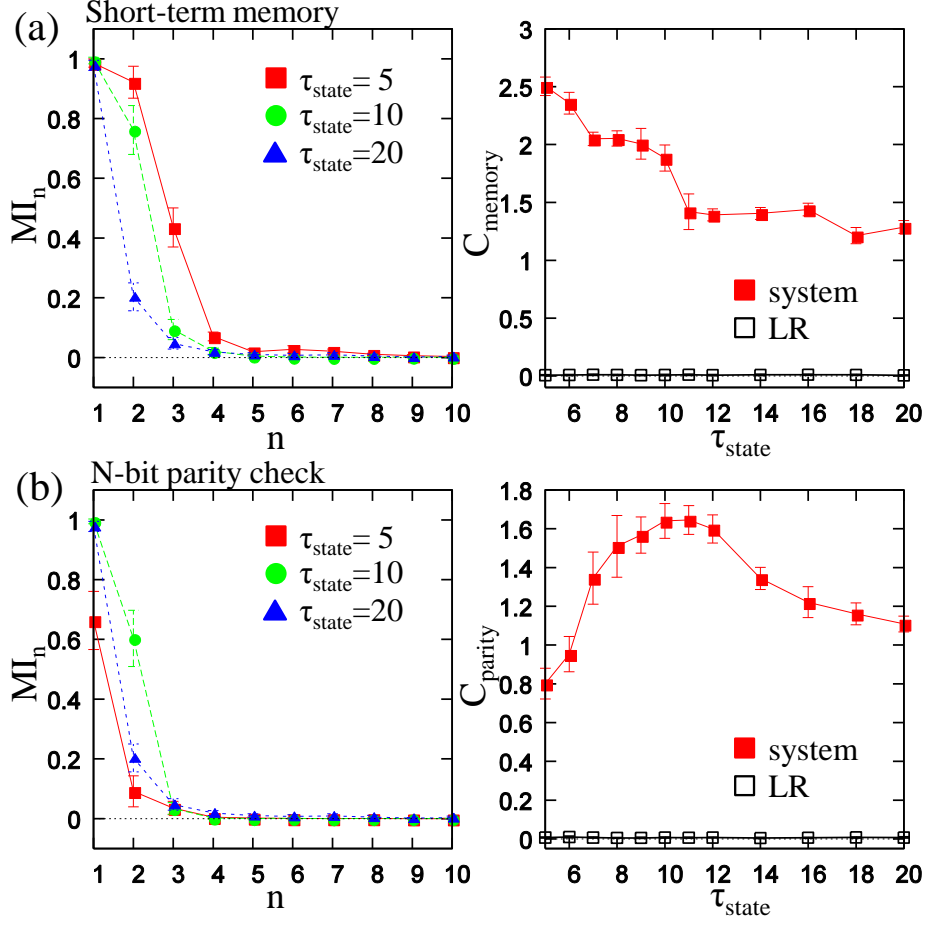 (a) Short-term memory
1
0.8
0.6
0.4
0.2
0
MI_n
τ_state= 5
τ_state=10
τ_state=20
1 2 3 4 5 6 7 8 9 10
n
3
2.5
2
1.5
1
0.5
0
C_memory
system
LR
6 8 10 12 14 16 18 20
τ_state
(b) N-bit parity check
1
0.8
0.6
0.4
0.2
0
MI_n
τ_state= 5
τ_state=10
τ_state=20
1 2 3 4 5 6 7 8 9 10
n
1.8
1.6
1.4
1.2
1
0.8
0.6
0.4
0.2
0
C_parity
system
LR
6 8 10 12 14 16 18 20
τ_state